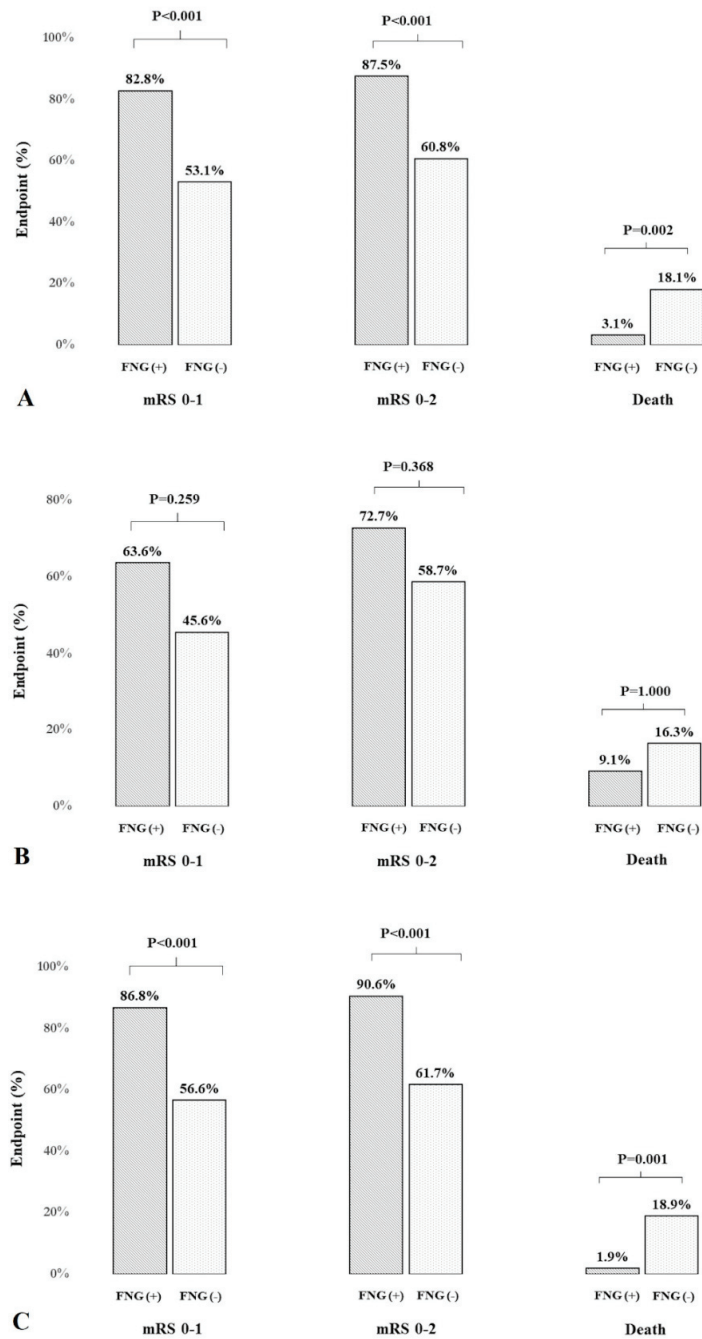 P<0.001 P<0.001
100%
82.8% 87.5%
80%
60.8%
60%
53.1%
Endpoint (%)
40%
P=0.002
20%
18.1%
3.1%
0%
FNG (+) FNG (-) FNG (+) FNG (-) FNG (+) FNG (-)
A mRS 0-1 mRS 0-2 Death
P=0.368
P=0.259
80%
72.7%
63.6%
60%
58.7%
45.6%
Endpoint (%)
40%
P=1.000
20%
16.3%
9.1%
0%
FNG (+) FNG (-) FNG (+) FNG (-) FNG (+) FNG (-)
B mRS 0-1 mRS 0-2 Death
P<0.001 P<0.001
100%
86.8% 90.6%
80%
61.7%
60%
56.6%
Endpoint (%)
40%
P=0.001
20%
18.9%
1.9%
0%
FNG (+) FNG (-) FNG (+) FNG (-) FNG (+) FNG (-)
C mRS 0-1 mRS 0-2 Death